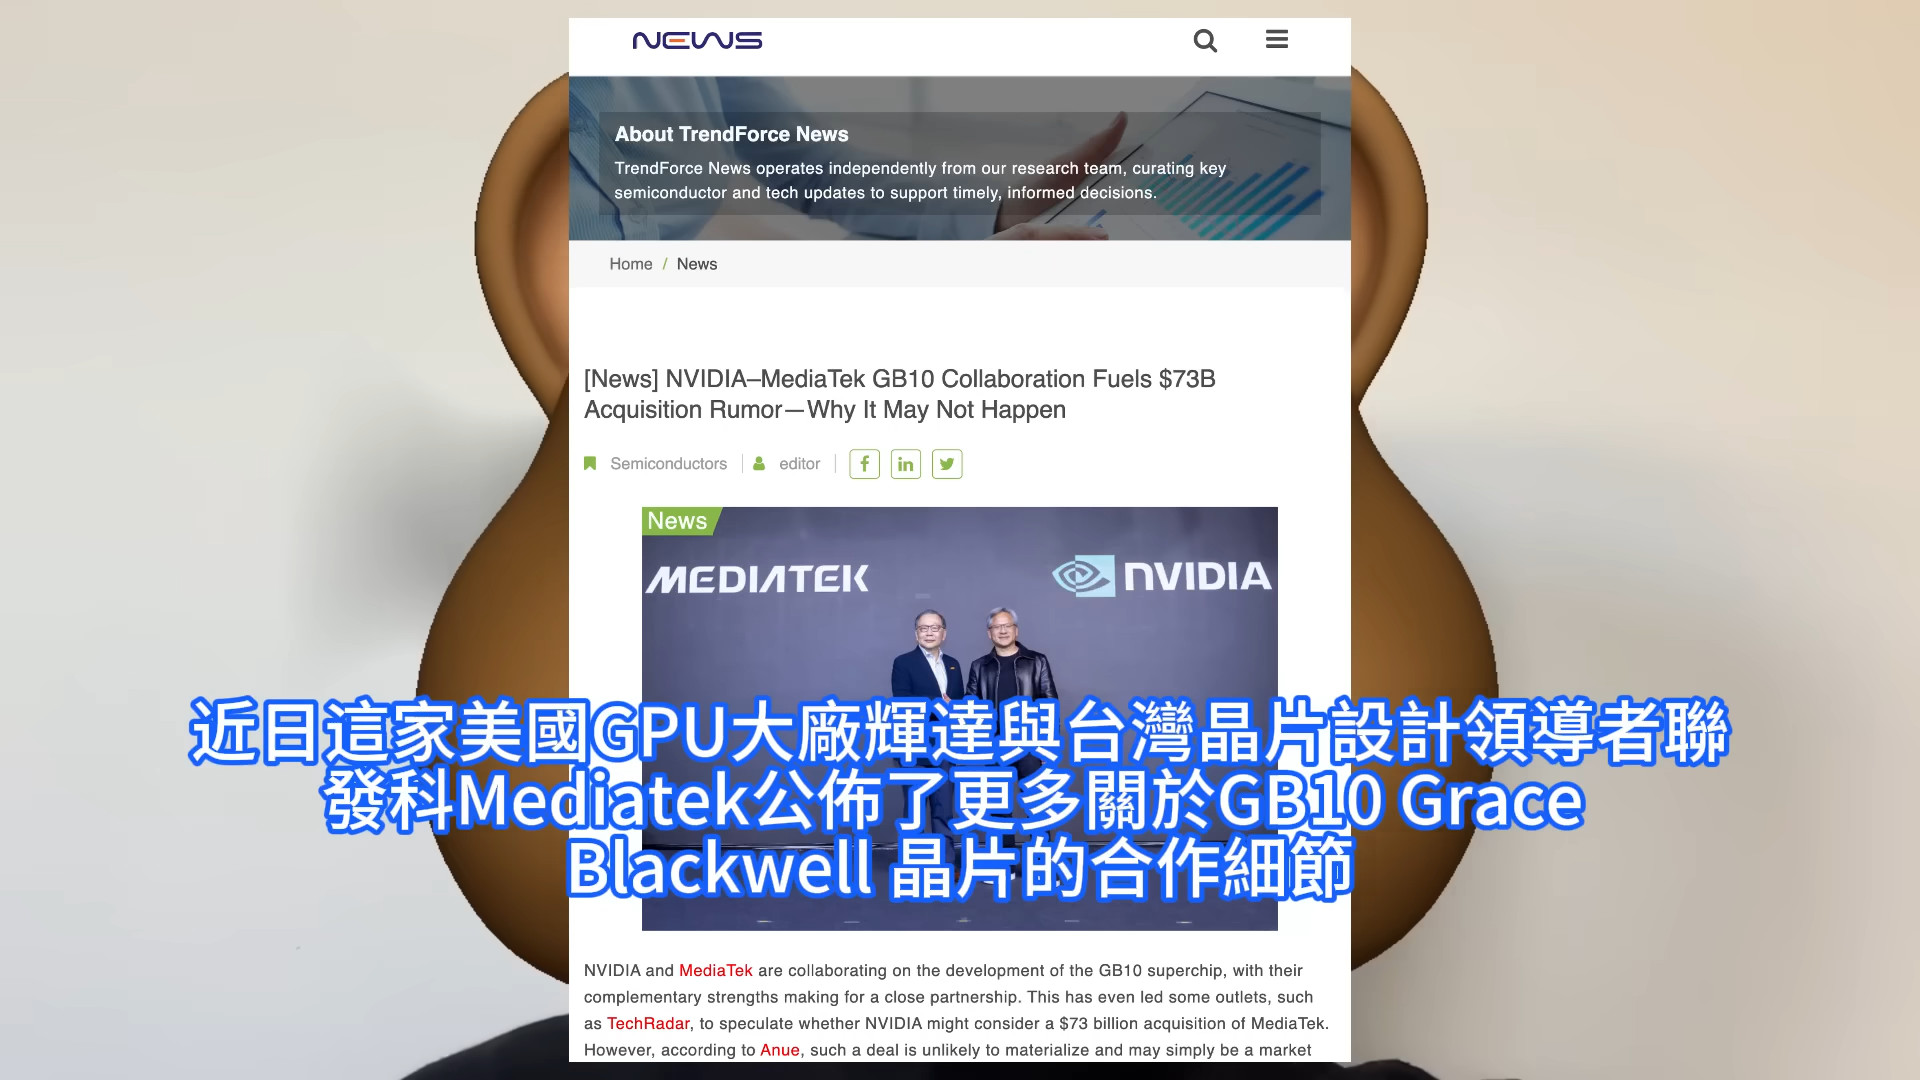 NEWS
About TrendForce News
TrendForce News operates independently from our research team, curating key
semiconductor and tech updates to support timely, informed decisions.
Home / News
[News] NVIDIA–MediaTek GB10 Collaboration Fuels $73B
Acquisition Rumor—Why It May Not Happen
Semiconductors | editor |
News
MEDIATEK
NVIDIA
近日這家美國GPU大廠輝達與台灣晶片設計領導者聯
發科Mediatek公佈了更多關於GB10 Grace
Blackwell 晶片的合作細節
NVIDIA and MediaTek are collaborating on the development of the GB10 superchip, with their
complementary strengths making for a close partnership. This has even led some outlets, such
as TechRadar, to speculate whether NVIDIA might consider a $73 billion acquisition of MediaTek.
However, according to Anue, such a deal is unlikely to materialize and may simply be a market